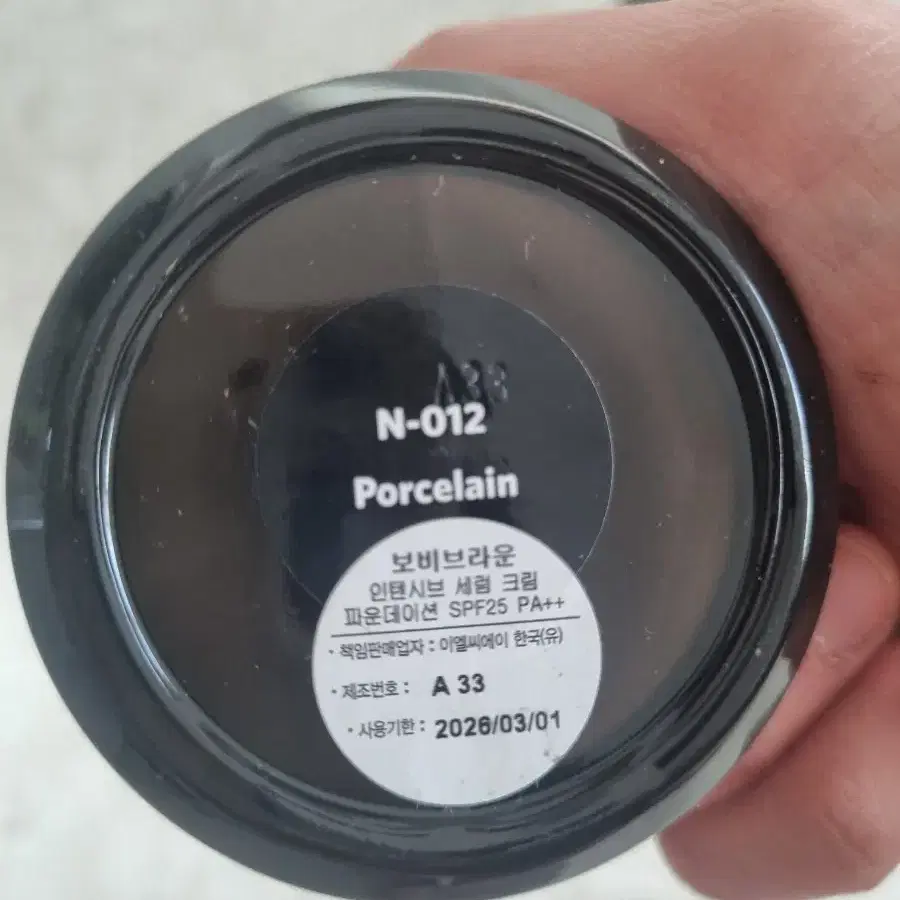 A33
N-012
Porcelain
보비브라운
인텐시브 세럼 크림
파운데이션 SPF25 PA++
· 책임판매업자 : 이엘씨에이 한국(유)
· 제조번호 : A 33
· 사용기한 : 2026/03/01